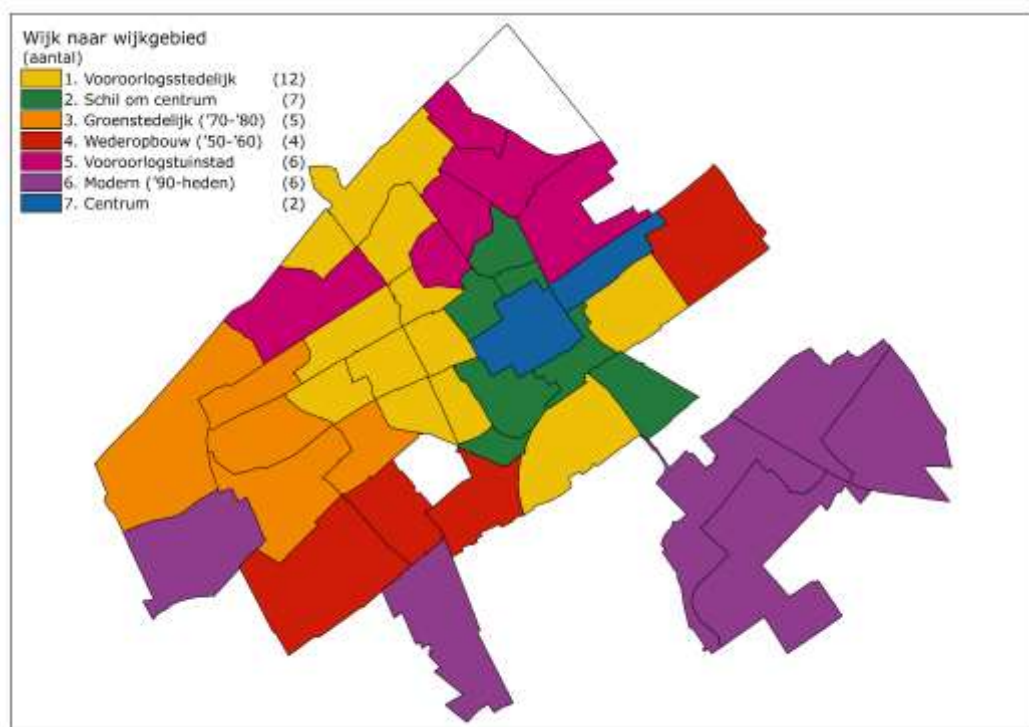 Wijk naar wijkgebied
(aantal)
1. Vooroorlogsstedelijk (12)
2. Schil om centrum (7)
3. Groenstedelijk ('70-'80) (5)
4. Wederopbouw ('50-'60) (4)
5. Vooroorlogstuinstad (6)
6. Modern ('90-heden) (6)
7. Centrum (2)